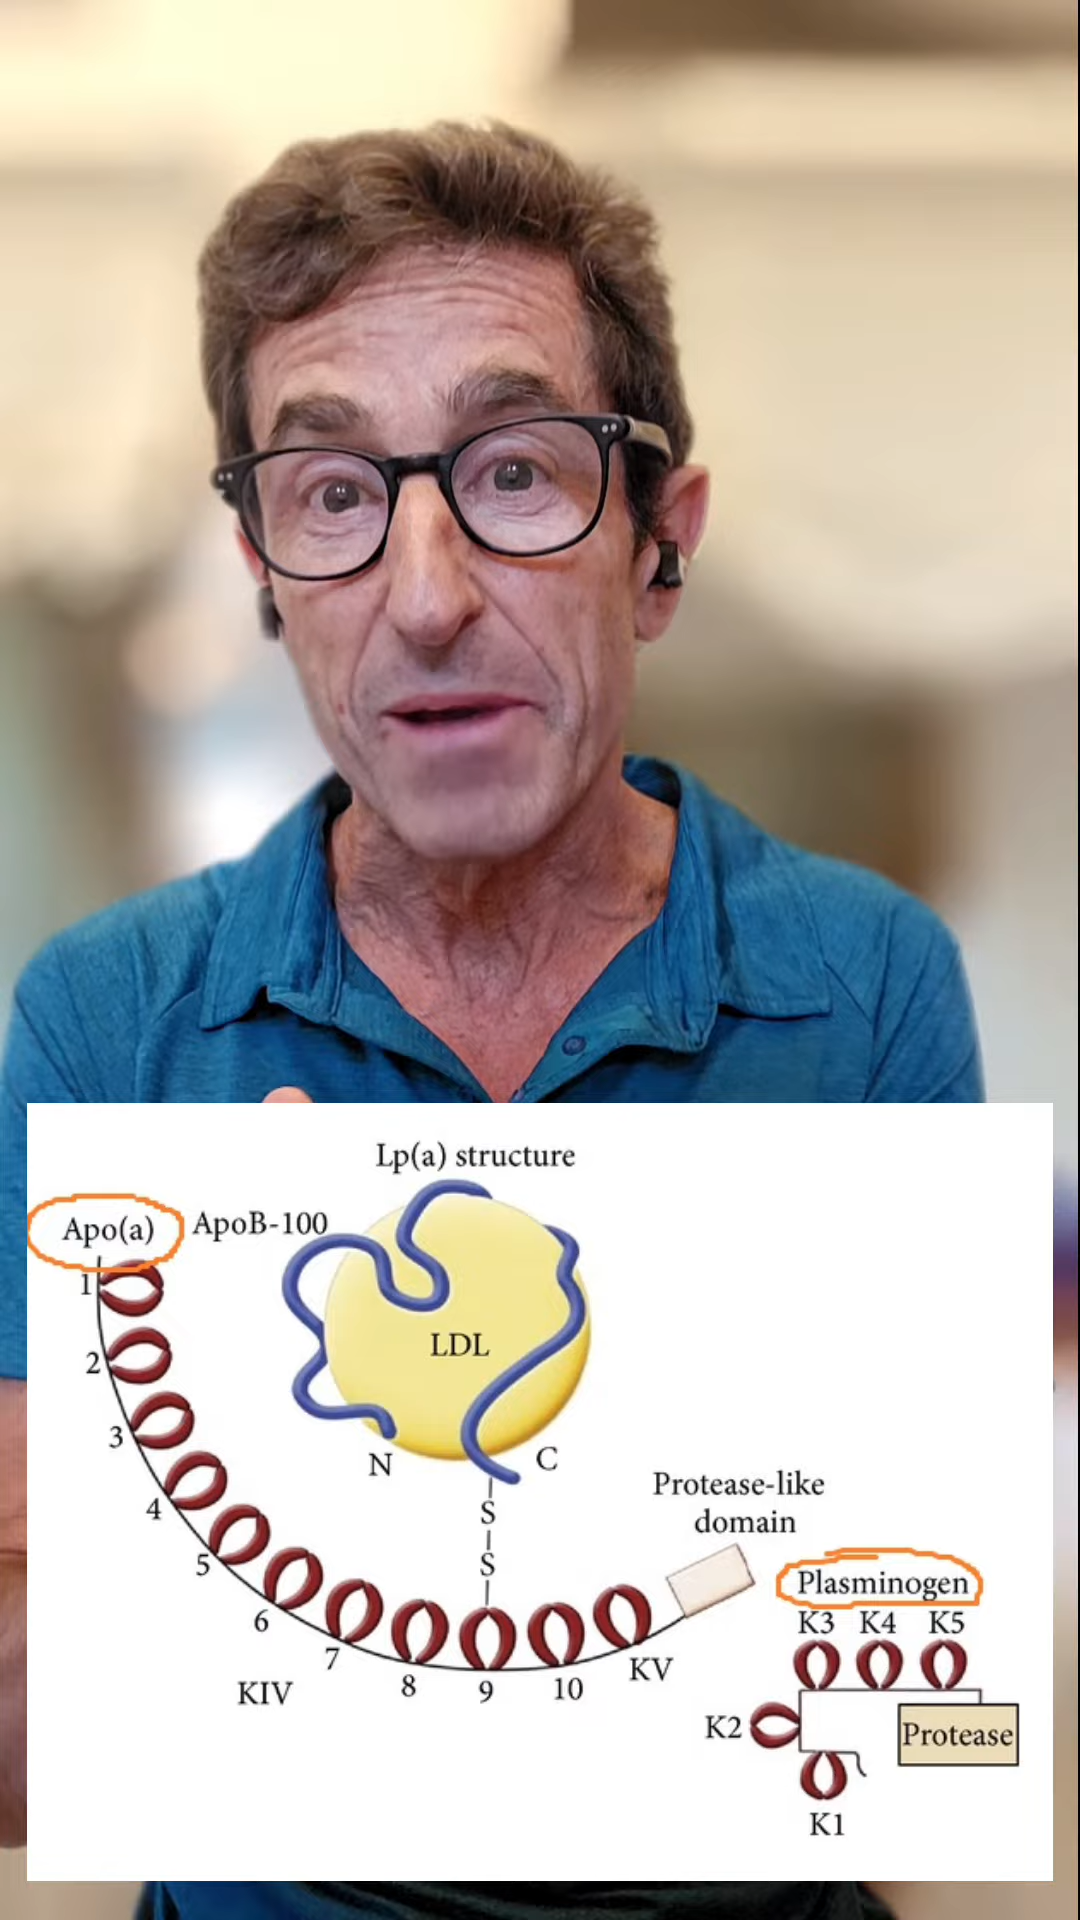 Lp(a) structure
Apo(a)
ApoB-100
1
2
3
4
5
6
7
8
9
10
KIV
KV
LDL
N
C
S
S
Protease-like
domain
Plasminogen
K3 K4 K5
K2
Protease
K1